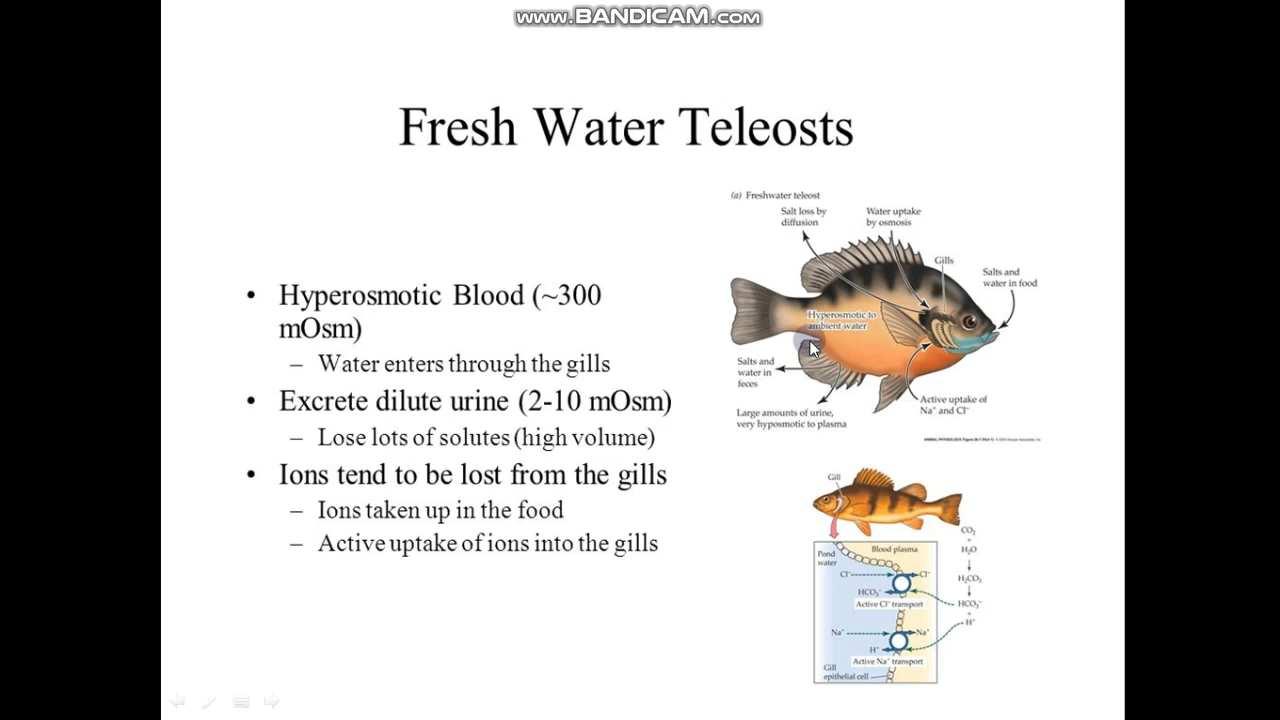 www.BANDICAM.com
Fresh Water Teleosts
• Hyperosmotic Blood (~300
mOsm)
– Water enters through the gills
• Excrete dilute urine (2-10 mOsm)
– Lose lots of solutes (high volume)
• Ions tend to be lost from the gills
– Ions taken up in the food
– Active uptake of ions into the gills
(a) Freshwater teleost
Salt loss by
diffusion
Water uptake
by osmosis
Gills
Salts and
water in food
Hyperosmotic to
ambient water
Salts and
water in
feces
Large amounts of urine,
very hyposmotic to plasma
Active uptake of
Na⁺ and Cl⁻
Gill
Pond
water
Blood plasma
Cl⁻
Cl⁻
HCO₃⁻
Active Cl⁻ transport
Na⁺
Na⁺
H⁺
Active Na⁺ transport
Gill
epithelial cell
CO₂
+
H₂O
H₂CO₃
HCO₃⁻
+
H⁺